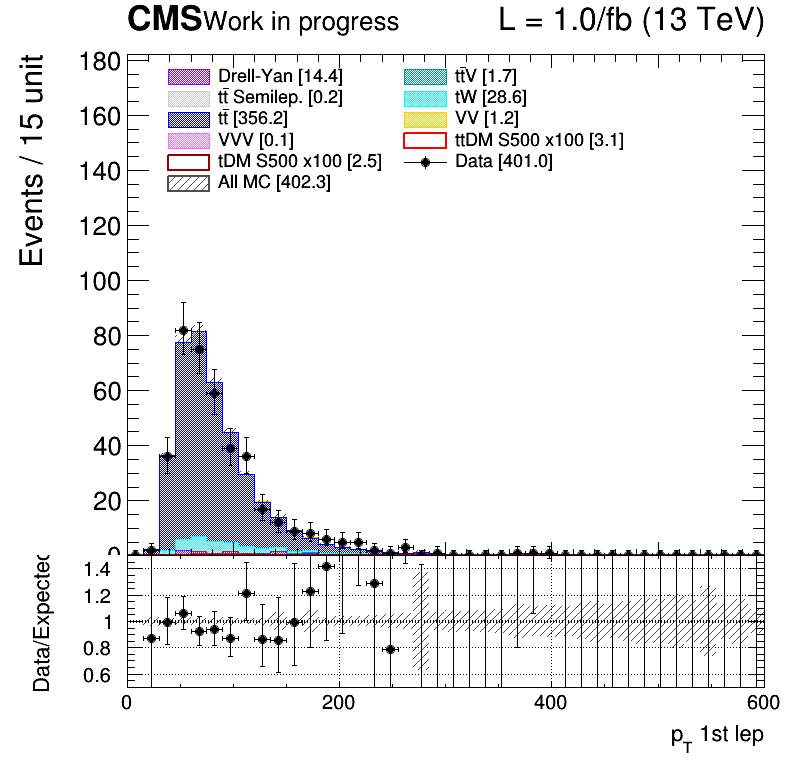 CMS Work in progress L = 1.0/fb (13 TeV)
Events / 15 unit
180
160
140
120
100
80
60
40
20
0
Drell-Yan [14.4]
tt̄ Semilep. [0.2]
tt̄ [356.2]
VVV [0.1]
tDM S500 x100 [2.5]
All MC [402.3]
tt̄V [1.7]
tW [28.6]
VV [1.2]
ttDM S500 x100 [3.1]
Data [401.0]
Data/Expected
1.4
1.2
1
0.8
0.6
0 200 400 600
p_T 1st lep